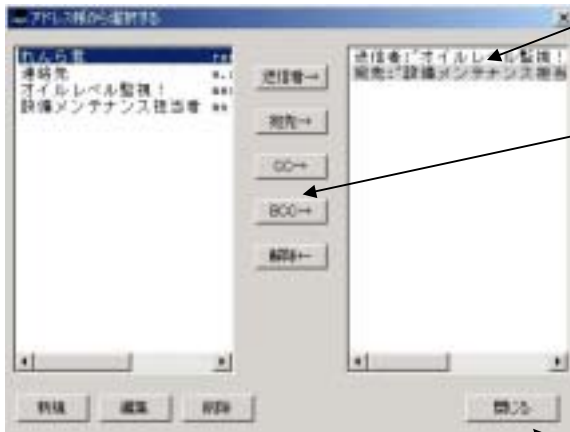 アドレス帳から選択する
れんら君
連絡先
オイルレベル監視！
設備メンテナンス担当者
送信者→
宛先→
CC→
BCC→
解除←
送信者:"オイルレベル監視！
宛先:"設備メンテナンス担当
新規
編集
削除
閉じる